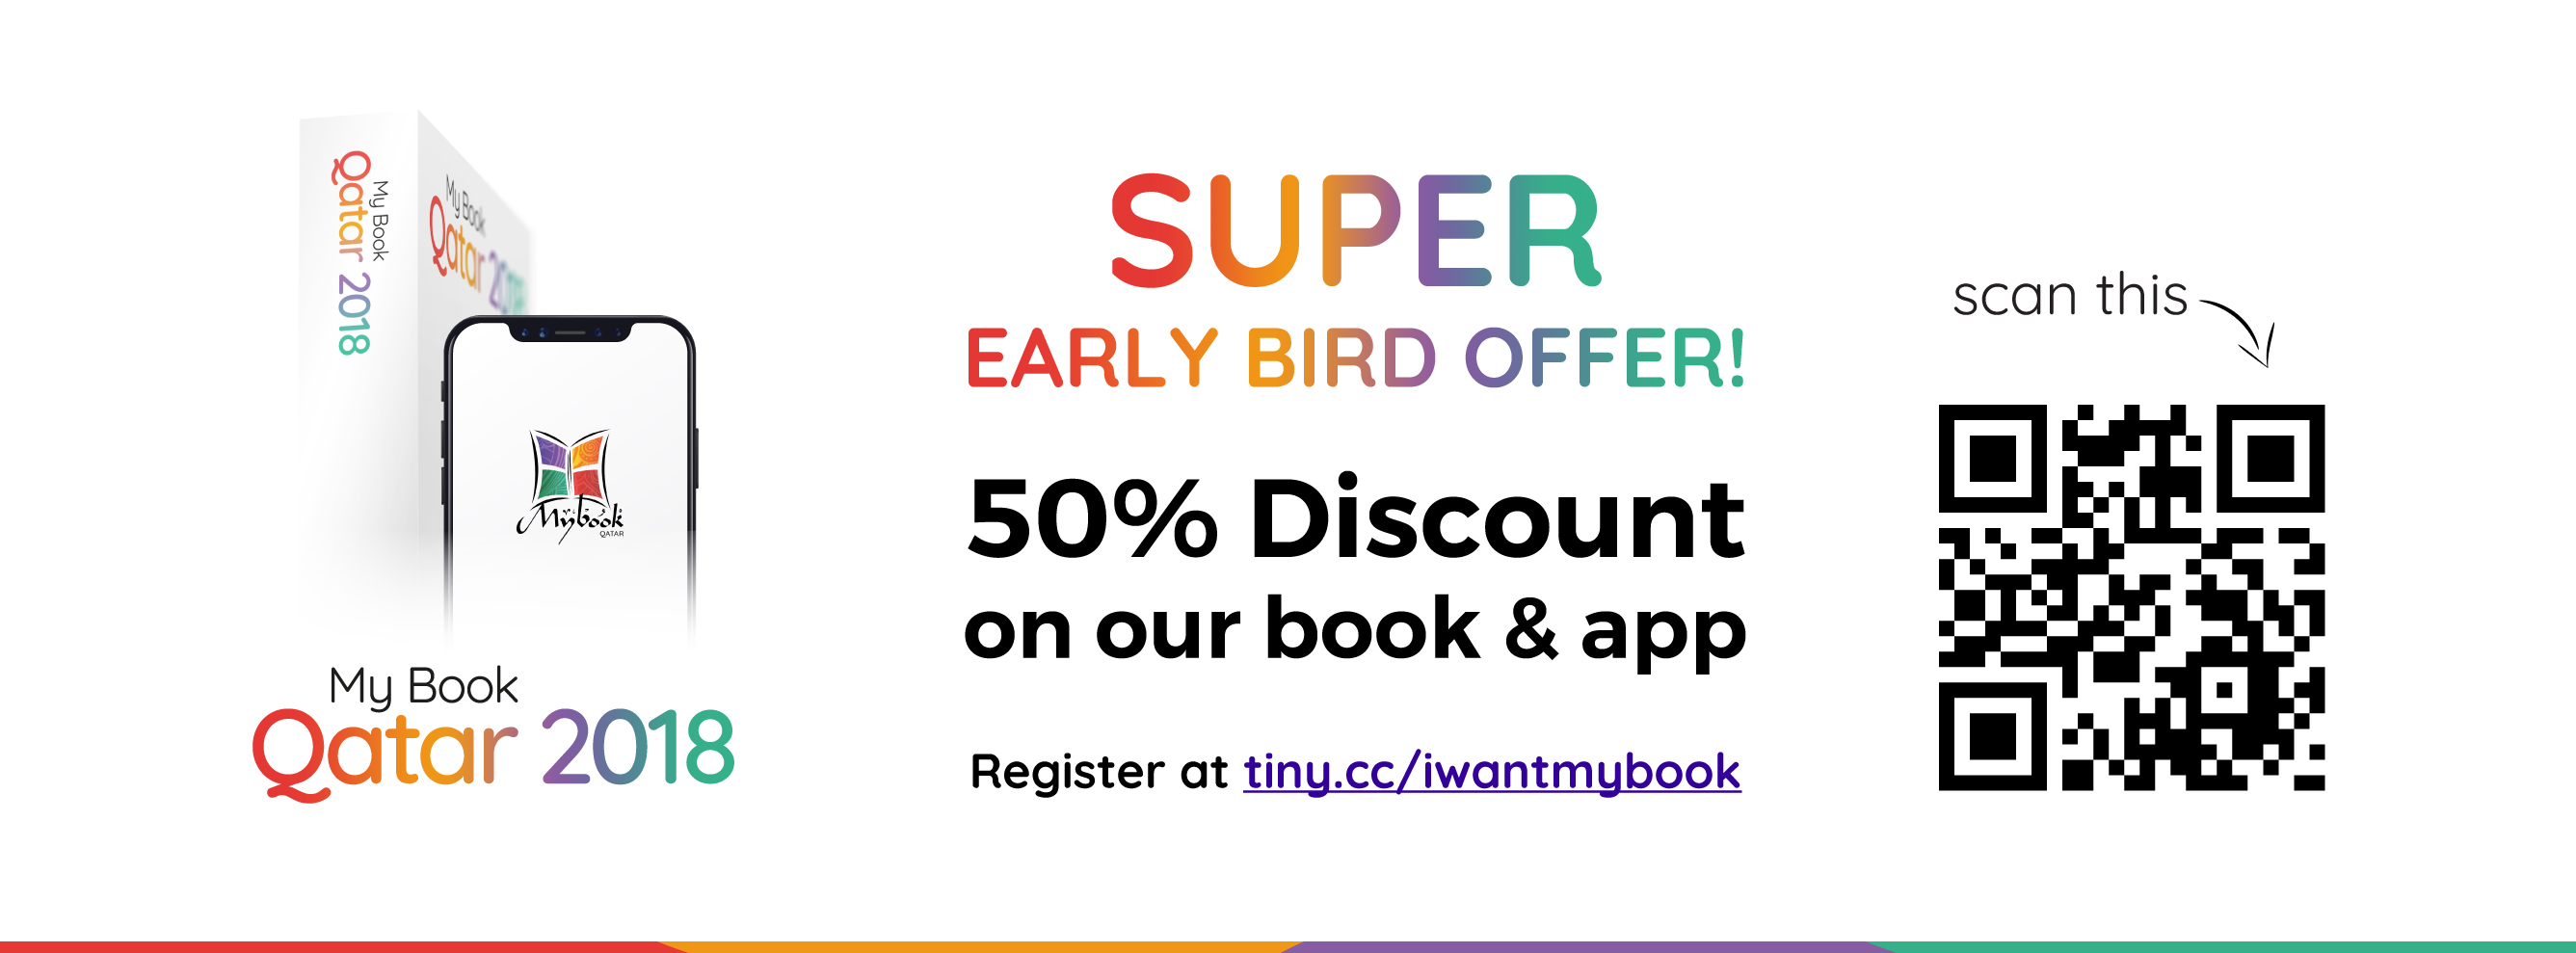 My Book
Qatar 2018
My Book
Qatar 2018
Mybook
QATAR
My Book
Qatar 2018
SUPER
EARLY BIRD OFFER!
50% Discount
on our book & app
Register at tiny.cc/iwantmybook
scan this